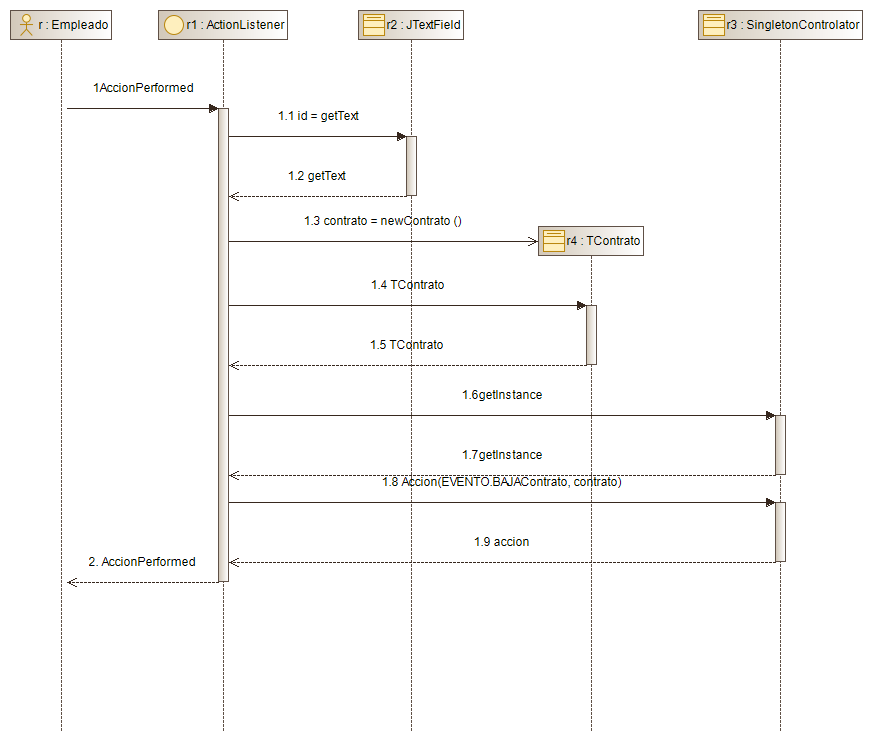 r : Empleado
r1 : ActionListener
r2 : JTextField
r3 : SingletonControlator
1AccionPerformed
1.1 id = getText
1.2 getText
1.3 contrato = newContrato ()
r4 : TContrato
1.4 TContrato
1.5 TContrato
1.6getInstance
1.7getInstance
1.8 Accion(EVENTO.BAJAContrato, contrato)
1.9 accion
2. AccionPerformed